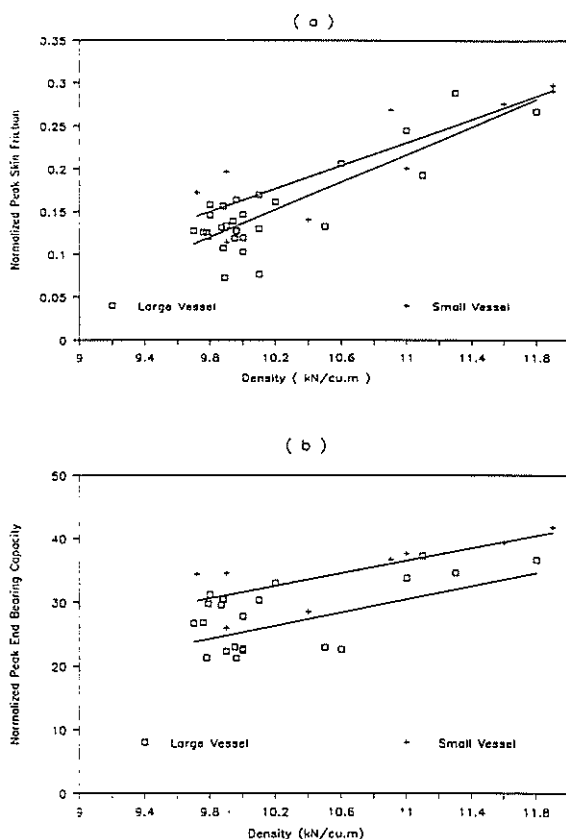 ( a )
0.35
0.3
0.25
0.2
0.15
0.1
0.05
0
Normalized Peak Skin Friction
Large Vessel
Small Vessel
9 9.4 9.8 10.2 10.6 11 11.4 11.8
Density ( kN/cu.m )
( b )
50
40
30
20
10
0
Normalized Peak End Bearing Capacity
Large Vessel
Small Vessel
9 9.4 9.8 10.2 10.6 11 11.4 11.8
Density (kN/cu.m)